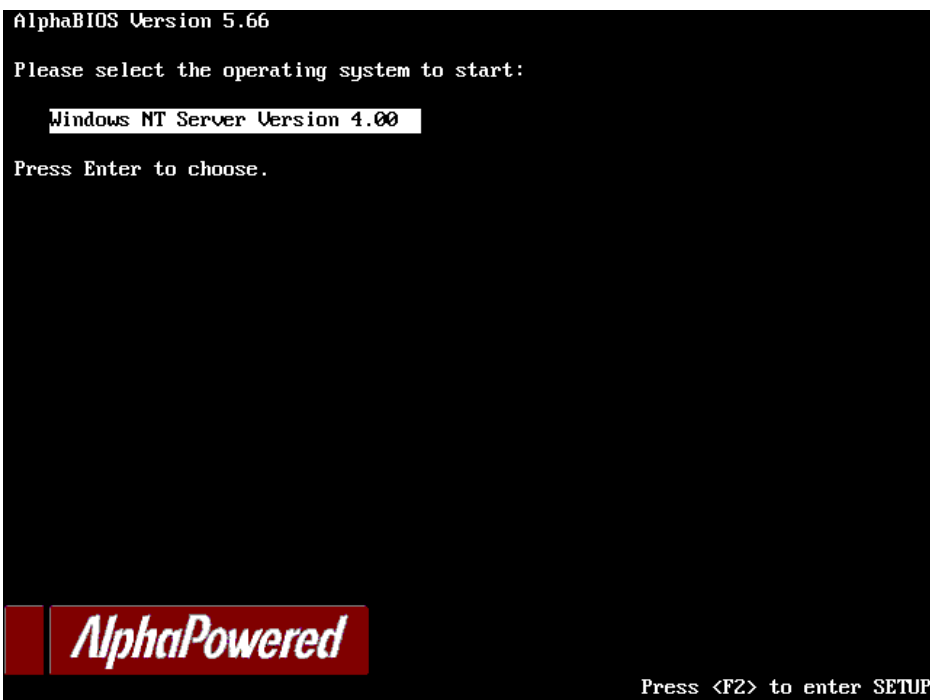 AlphaBIOS Version 5.66
Please select the operating system to start:
Windows NT Server Version 4.00
Press Enter to choose.
AlphaPowered
Press <F2> to enter SETUP